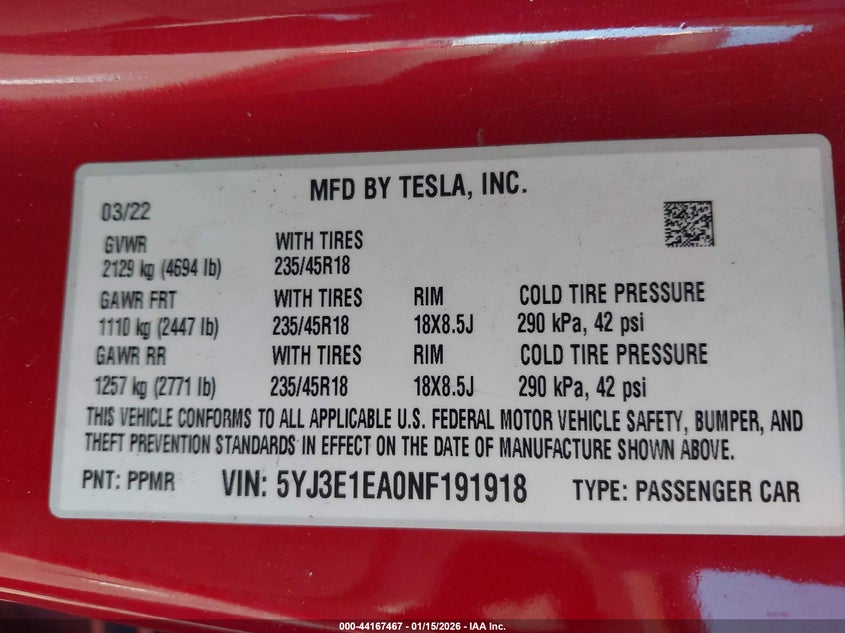 MFD BY TESLA, INC.
03/22
GVWR WITH TIRES
2129 kg (4694 lb) 235/45R18
GAWR FRT WITH TIRES RIM COLD TIRE PRESSURE
1110 kg (2447 lb) 235/45R18 18X8.5J 290 kPa, 42 psi
GAWR RR WITH TIRES RIM COLD TIRE PRESSURE
1257 kg (2771 lb) 235/45R18 18X8.5J 290 kPa, 42 psi
THIS VEHICLE CONFORMS TO ALL APPLICABLE U.S. FEDERAL MOTOR VEHICLE SAFETY, BUMPER, AND
THEFT PREVENTION STANDARDS IN EFFECT ON THE DATE OF MANUFACTURE SHOWN ABOVE.
PNT: PPMR VIN: 5YJ3E1EA0NF191918 TYPE: PASSENGER CAR
000-44167467 - 01/15/2026 - IAA Inc.